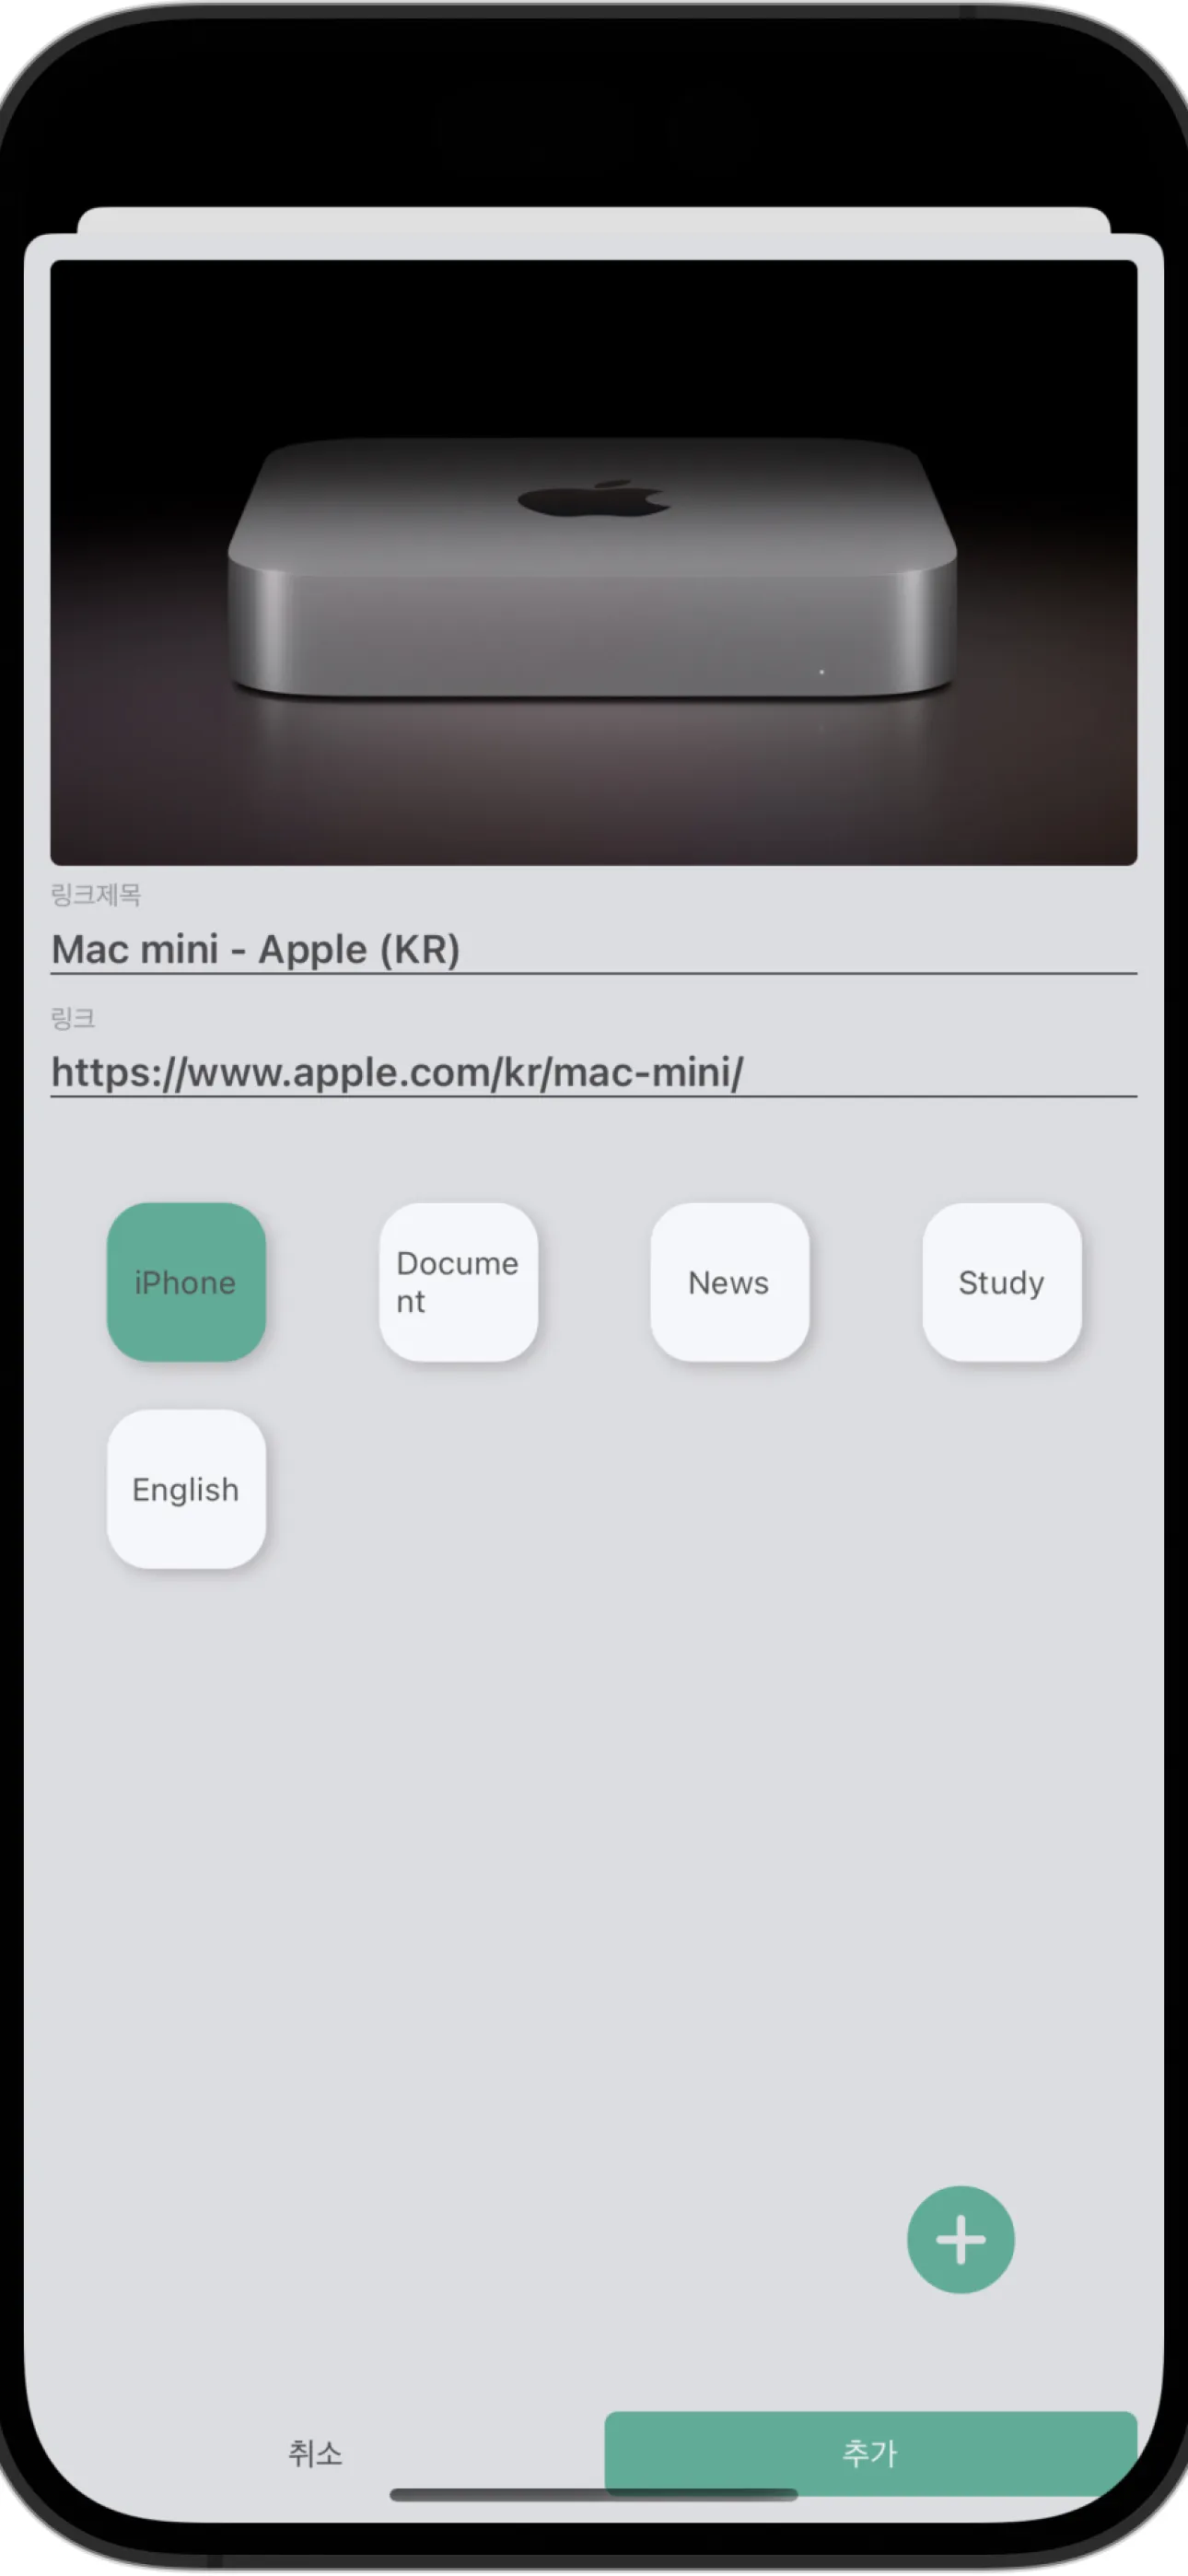 링크제목
Mac mini - Apple (KR)
링크
https://www.apple.com/kr/mac-mini/
iPhone
Docume
nt
News
Study
English
취소
추가